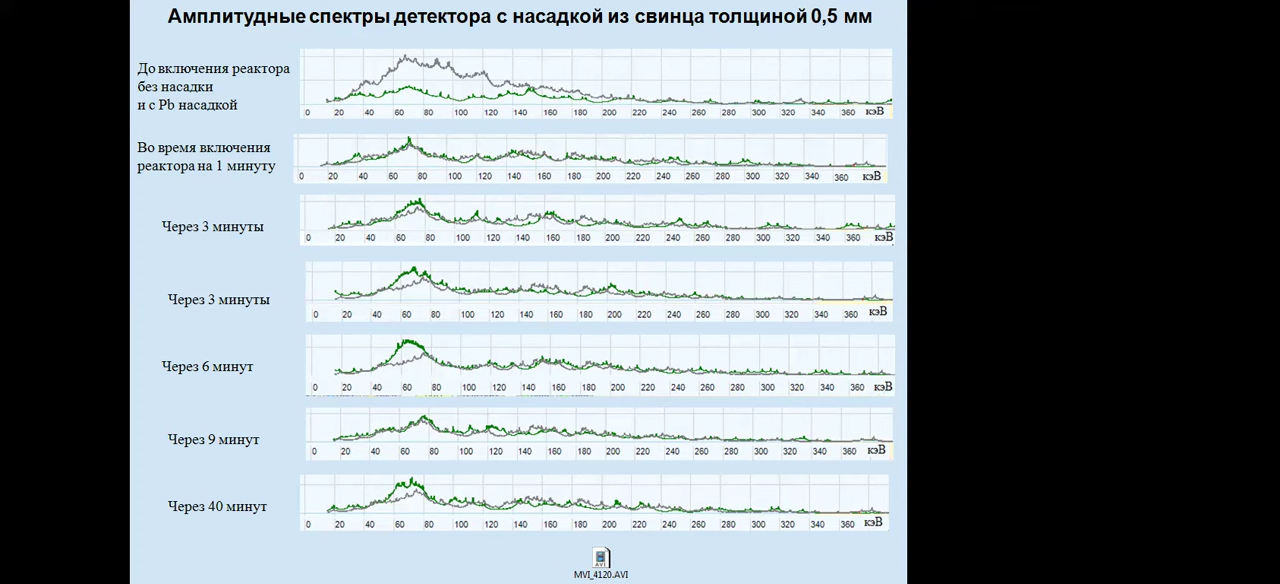 Амплитудные спектры детектора с насадкой из свинца толщиной 0,5 мм
До включения реактора
без насадки
и с Pb насадкой
0 20 40 60 80 100 120 140 160 180 200 220 240 260 280 300 320 340 360 кэВ
Во время включения
реактора на 1 минуту
0 20 40 60 80 100 120 140 160 180 200 220 240 260 280 300 320 340 360 кэВ
Через 3 минуты
0 20 40 60 80 100 120 140 160 180 200 220 240 260 280 300 320 340 360 кэВ
Через 3 минуты
0 20 40 60 80 100 120 140 160 180 200 220 240 260 280 300 320 340 360 кэВ
Через 6 минут
0 20 40 60 80 100 120 140 160 180 200 220 240 260 280 300 320 340 360 кэВ
Через 9 минут
0 20 40 60 80 100 120 140 160 180 200 220 240 260 280 300 320 340 360 кэВ
Через 40 минут
0 20 40 60 80 100 120 140 160 180 200 220 240 260 280 300 320 340 360 кэВ
AVI
MVI_4120.AVI